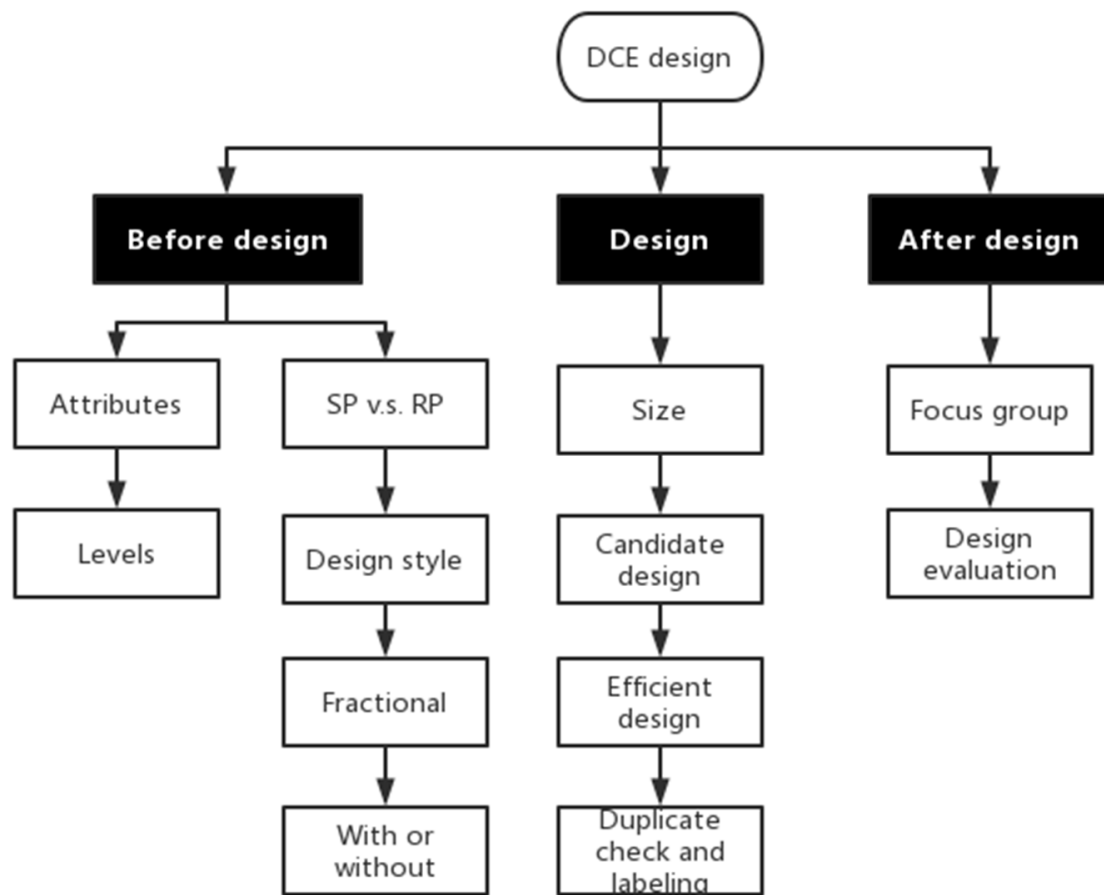 DCE design
Before design
Design
After design
Attributes
SP v.s. RP
Size
Focus group
Levels
Design style
Candidate
design
Design
evaluation
Fractional
Efficient
design
With or
without
Duplicate
check and
labeling